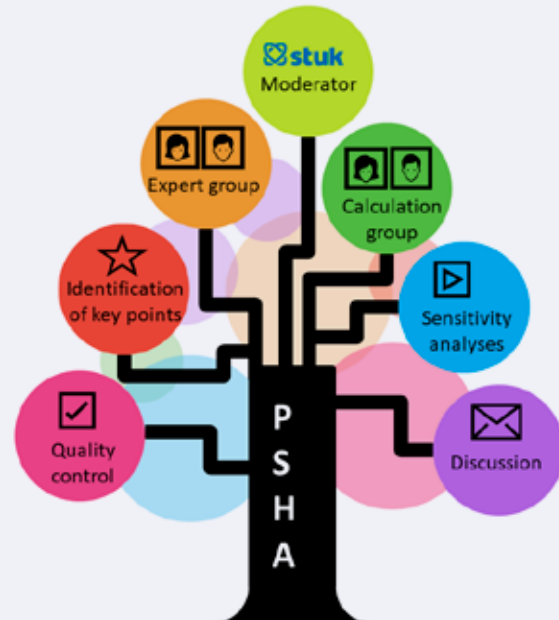 stuk
Moderator
Expert group
Calculation
group
Identification
of key points
Sensitivity
analyses
Quality
control
Discussion
P
S
H
A